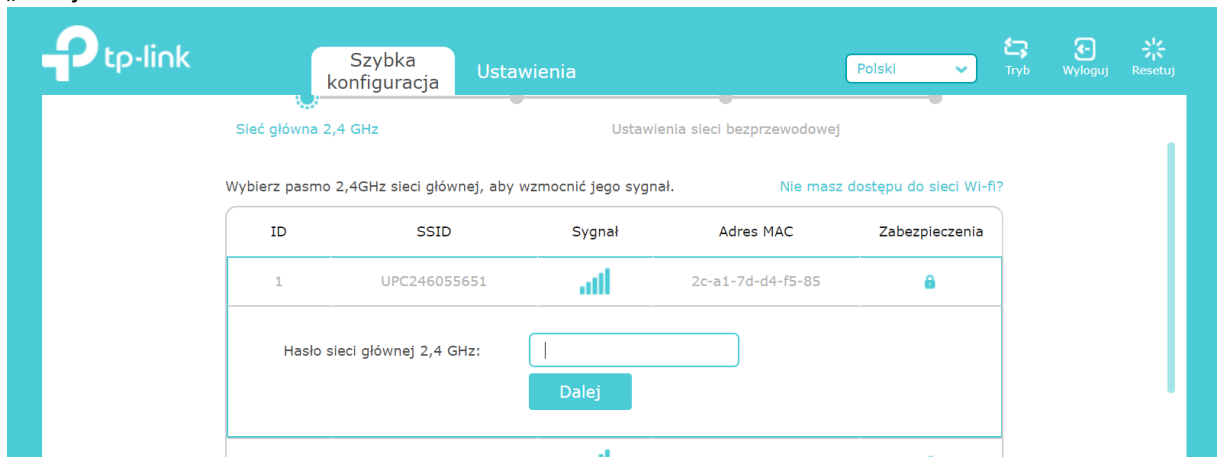 tp-link
Szybka
konfiguracja
Ustawienia
Polski
Tryb
Wyloguj
Resetuj
Sieć główna 2,4 GHz
Ustawienia sieci bezprzewodowej
Wybierz pasmo 2,4GHz sieci głównej, aby wzmocnić jego sygnał.
Nie masz dostępu do sieci Wi-fi?
ID SSID Sygnał Adres MAC Zabezpieczenia
1 UPC246055651 2c-a1-7d-d4-f5-85
Hasło sieci głównej 2,4 GHz:
Dalej